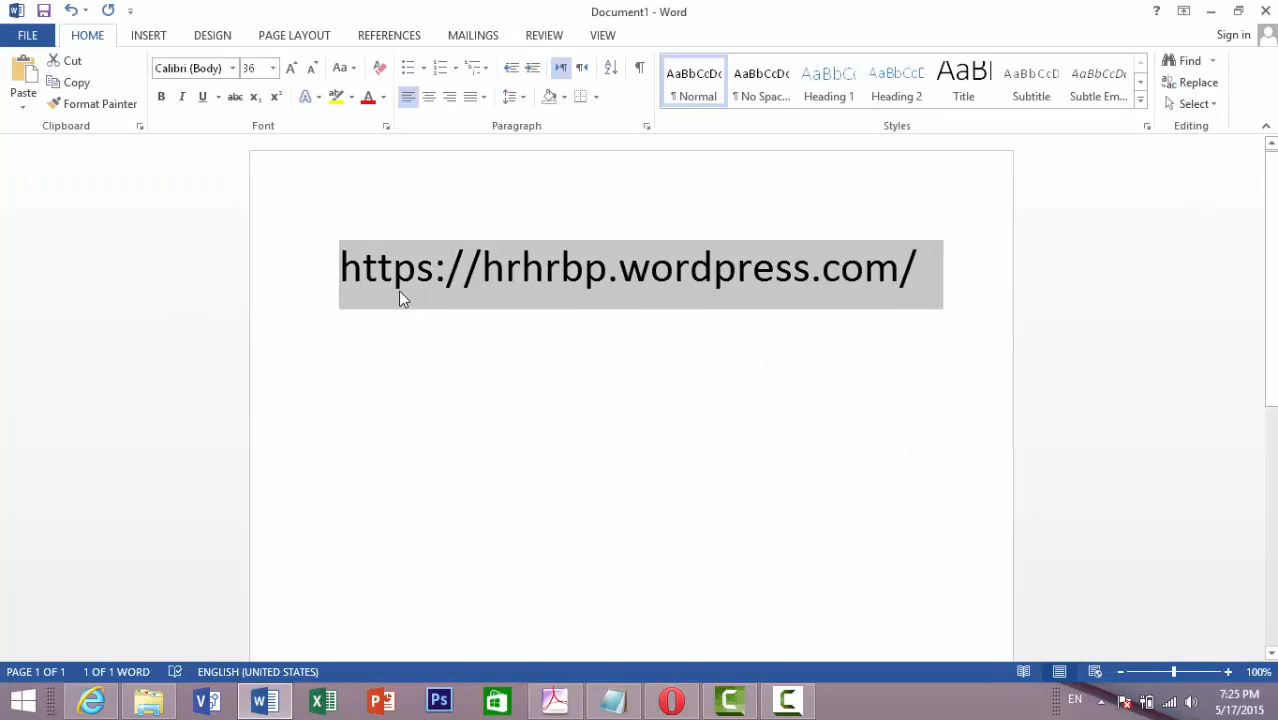 Document1 - Word
?
FILE HOME INSERT DESIGN PAGE LAYOUT REFERENCES MAILINGS REVIEW VIEW Sign in
Paste
Cut
Copy
Format Painter
Clipboard
Calibri (Body) 36
Font
Paragraph
AaBbCcDc AaBbCcDc AaBbCc AaBbCcD AaBl AaBbCcD AaBbCcD
¶ Normal ¶ No Spac... Heading 1 Heading 2 Title Subtitle Subtle Em...
Styles
Find
Replace
Select
Editing
https://hrhrbp.wordpress.com/
PAGE 1 OF 1 1 OF 1 WORD ENGLISH (UNITED STATES) 100%
EN
7:25 PM
5/17/2015